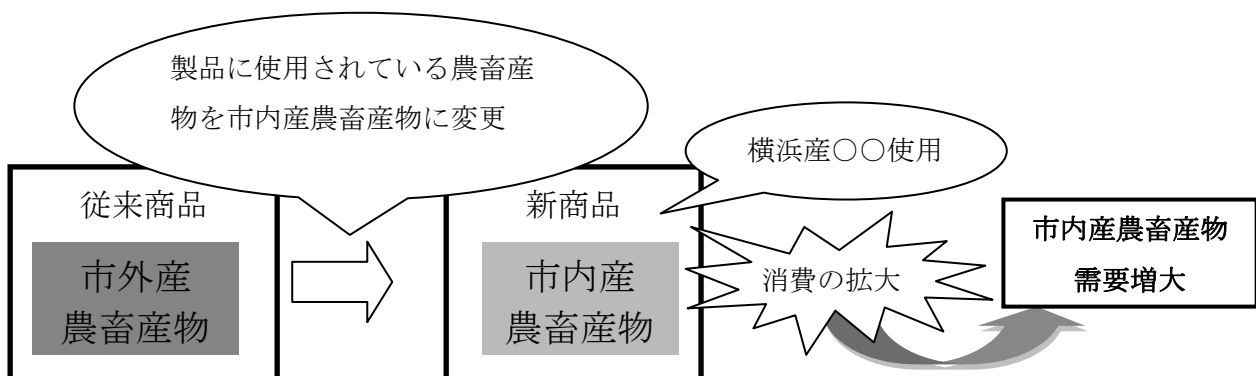 製品に使用されている農畜産
物を市内産農畜産物に変更
横浜産○○使用
従来商品
市外産
農畜産物
新商品
市内産
農畜産物
消費の拡大
市内産農畜産物
需要増大